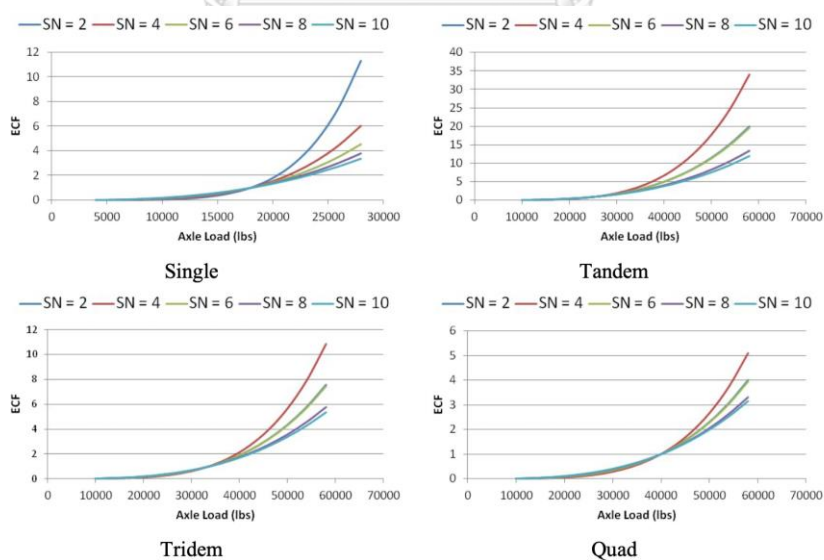 SN = 2 SN = 4 SN = 6 SN = 8 SN = 10
12
10
8
6
4
2
0
ECF
0 5000 10000 15000 20000 25000 30000
Axle Load (lbs)
Single
SN = 2 SN = 4 SN = 6 SN = 8 SN = 10
40
35
30
25
20
15
10
5
0
ECF
0 10000 20000 30000 40000 50000 60000 70000
Axle Load (lbs)
Tandem
SN = 2 SN = 4 SN = 6 SN = 8 SN = 10
12
10
8
6
4
2
0
ECF
0 10000 20000 30000 40000 50000 60000 70000
Axle Load (lbs)
Tridem
SN = 2 SN = 4 SN = 6 SN = 8 SN = 10
6
5
4
3
2
1
0
ECF
0 10000 20000 30000 40000 50000 60000 70000
Axle Load (lbs)
Quad